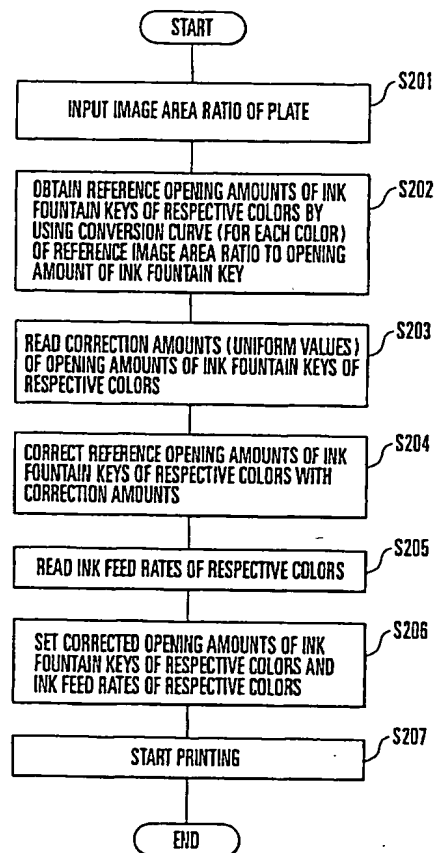 START
S201
INPUT IMAGE AREA RATIO OF PLATE
S202
OBTAIN REFERENCE OPENING AMOUNTS OF INK
FOUNTAIN KEYS OF RESPECTIVE COLORS BY
USING CONVERSION CURVE (FOR EACH COLOR)
OF REFERENCE IMAGE AREA RATIO TO OPENING
AMOUNT OF INK FOUNTAIN KEY
S203
READ CORRECTION AMOUNTS (UNIFORM VALUES)
OF OPENING AMOUNTS OF INK FOUNTAIN KEYS OF
RESPECTIVE COLORS
S204
CORRECT REFERENCE OPENING AMOUNTS OF INK
FOUNTAIN KEYS OF RESPECTIVE COLORS WITH
CORRECTION AMOUNTS
S205
READ INK FEED RATES OF RESPECTIVE COLORS
S206
SET CORRECTED OPENING AMOUNTS OF INK
FOUNTAIN KEYS OF RESPECTIVE COLORS AND
INK FEED RATES OF RESPECTIVE COLORS
S207
START PRINTING
END